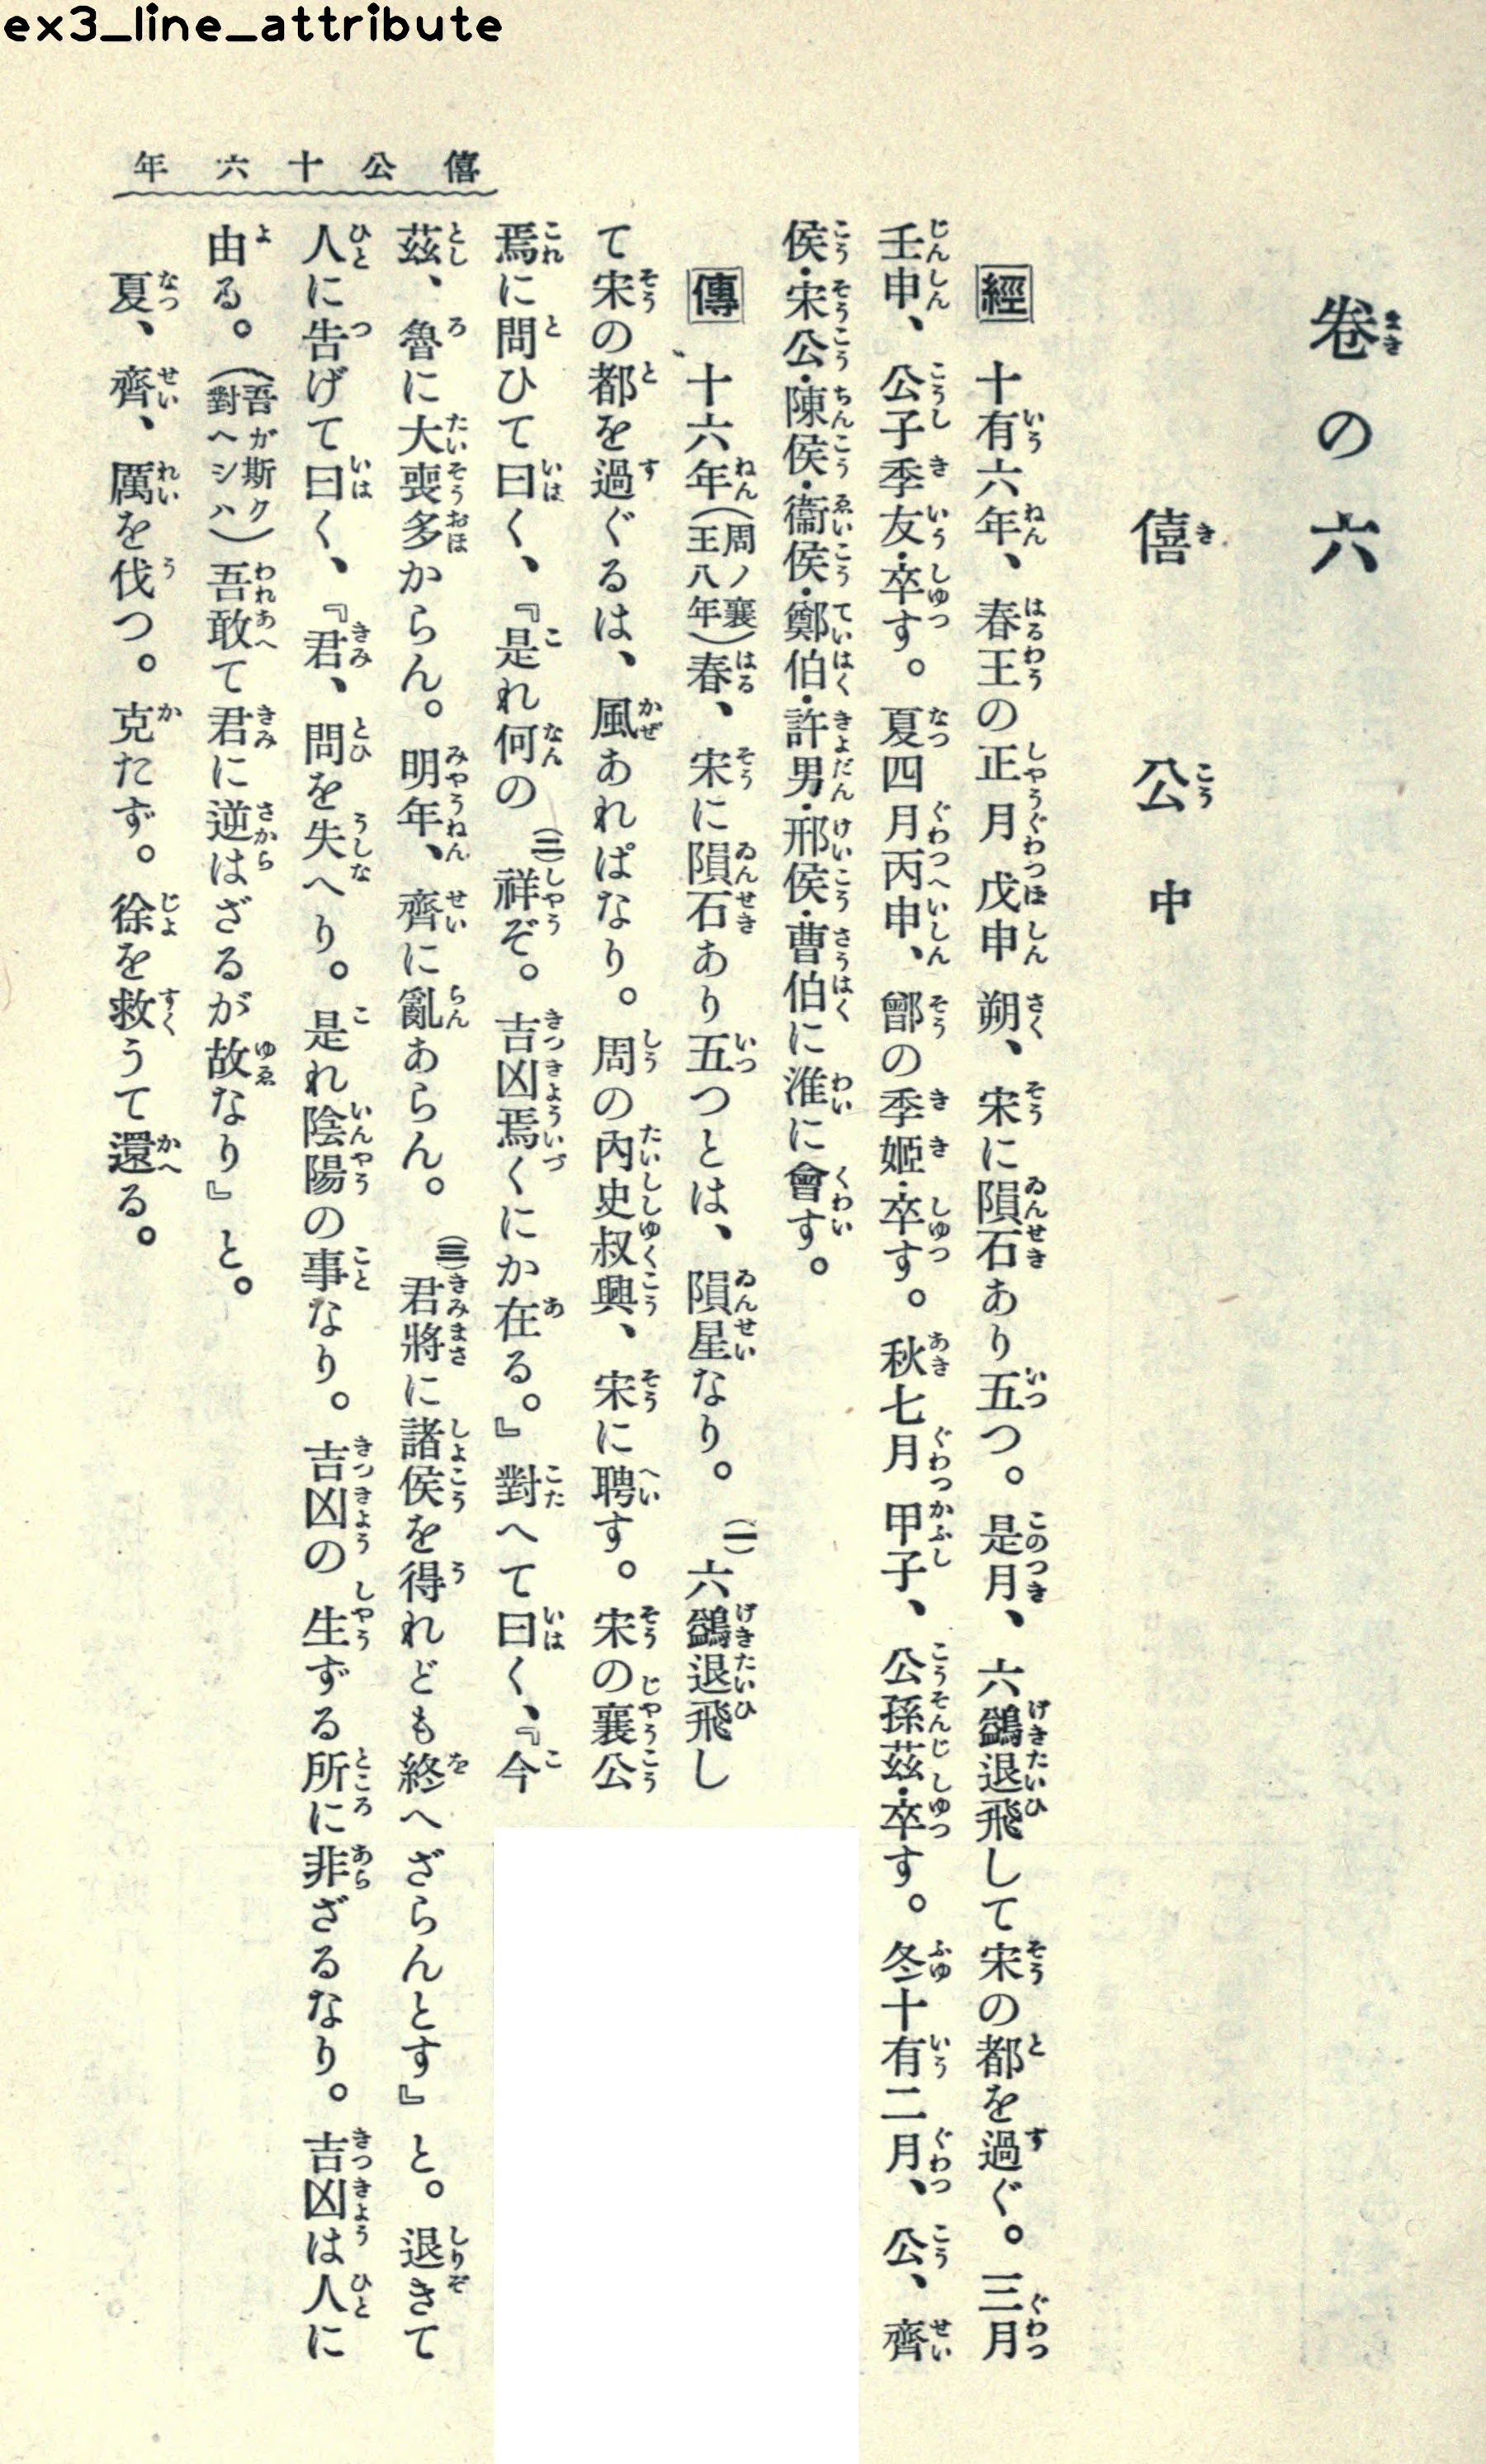 ex3_line_attribute
卷の六
僖公中
經 十有六年、春王の正月戊申朔、宋に隕石あり五つ。是月、六鷁退飛して宋の都を過ぐ。三月
壬申、公子季友・卒す。夏四月丙申、鄫の季姬・卒す。秋七月甲子、公孫茲・卒す。冬十有二月、公、齊
侯・宋公・陳侯・衞侯・鄭伯・許男・邢侯・曹伯に淮に會す。
傳 十六年(周ノ襄王八年)春、宋に隕石あり五つとは、隕星なり。(一)六鷁退飛し
て宋の都を過ぐるは、風あればなり。周の內史叔興、宋に聘す。宋の襄公
焉に問ひて曰く、『是れ何の(二)祥ぞ。吉凶焉くにか在る。』對へて曰く、『今
茲、魯に大喪多からん。明年、齊に亂あらん。(三)君將に諸侯を得れども終へざらんとす』と。退きて
人に吿げて曰く、『君、問を失へり。是れ陰陽の事なり。吉凶の生ずる所に非ざるなり。吉凶は人に
由る。(吾ガ斯ク對ヘシハ)吾敢て君に逆はざるが故なり』と。
夏、齊、厲を伐つ。克たず。徐を救うて還る。
僖公十六年